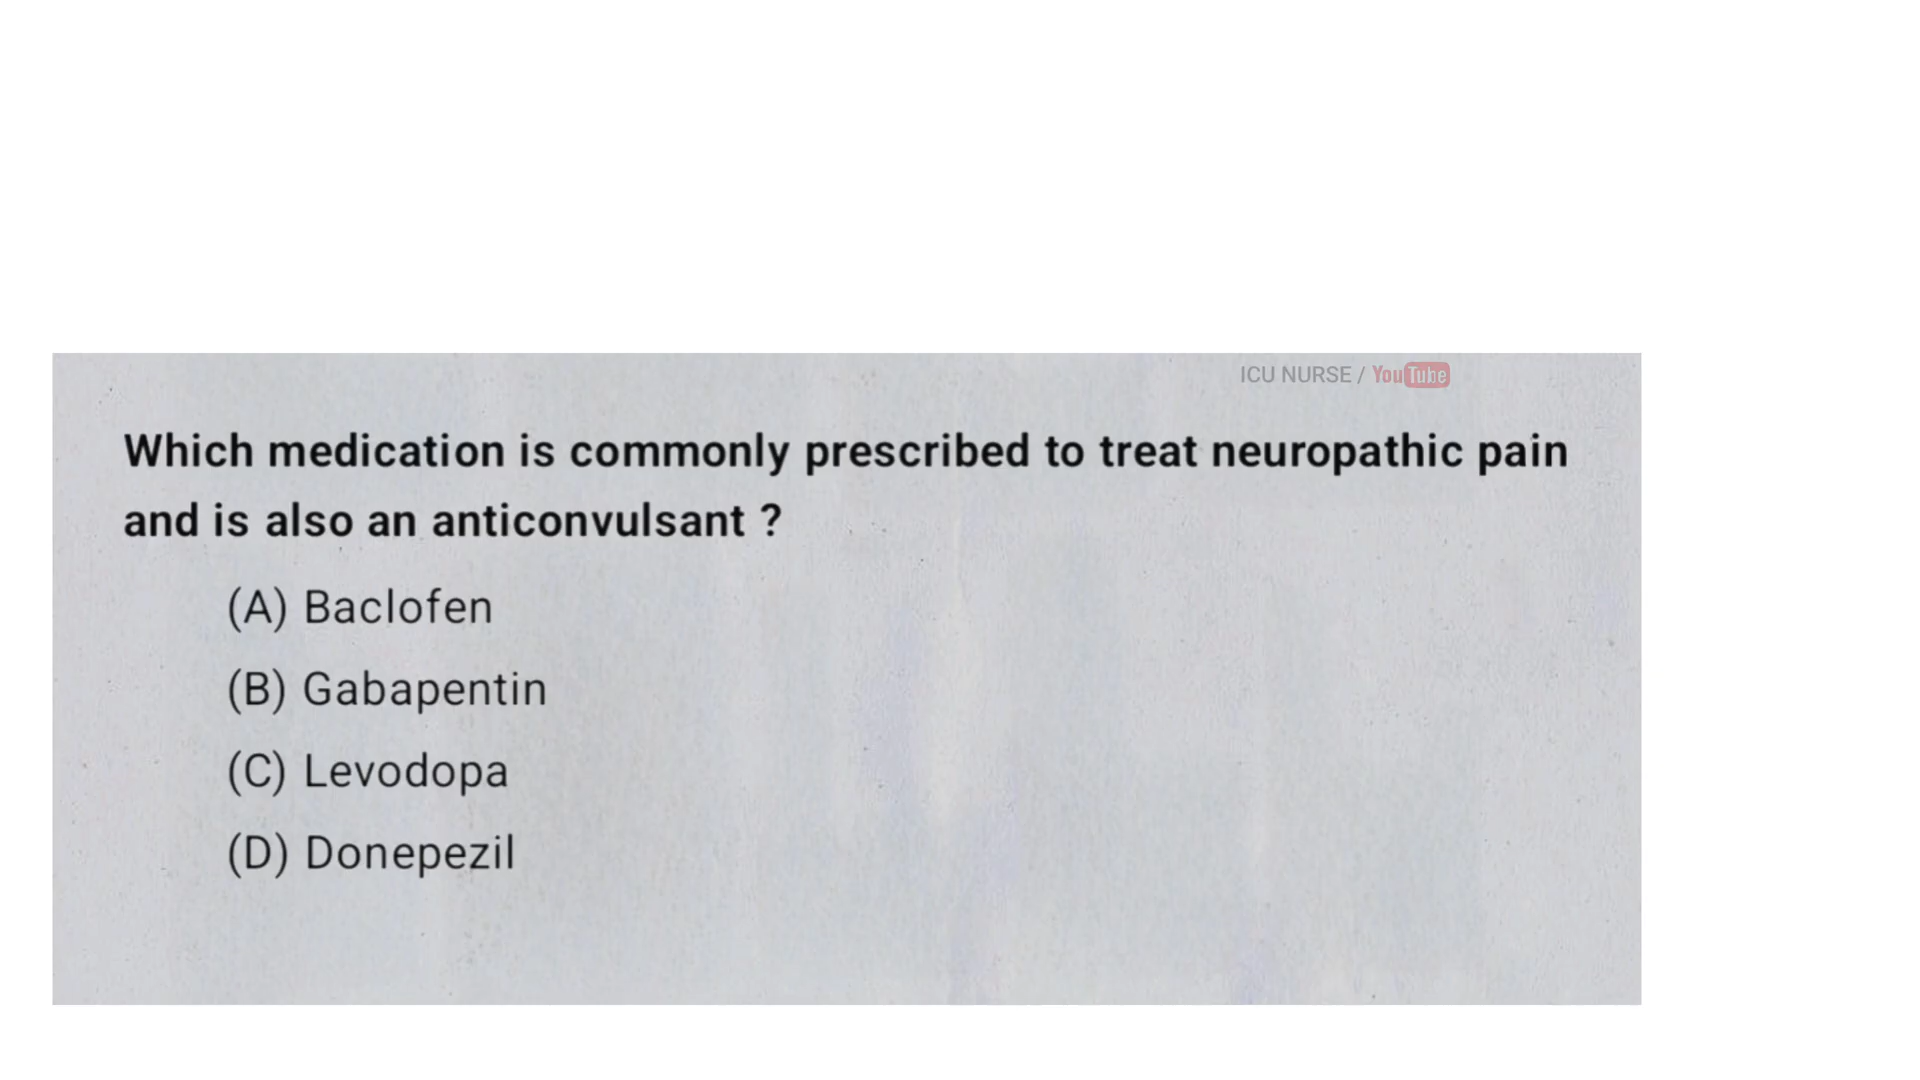 ICU NURSE / YouTube
Which medication is commonly prescribed to treat neuropathic pain
and is also an anticonvulsant ?
(A) Baclofen
(B) Gabapentin
(C) Levodopa
(D) Donepezil